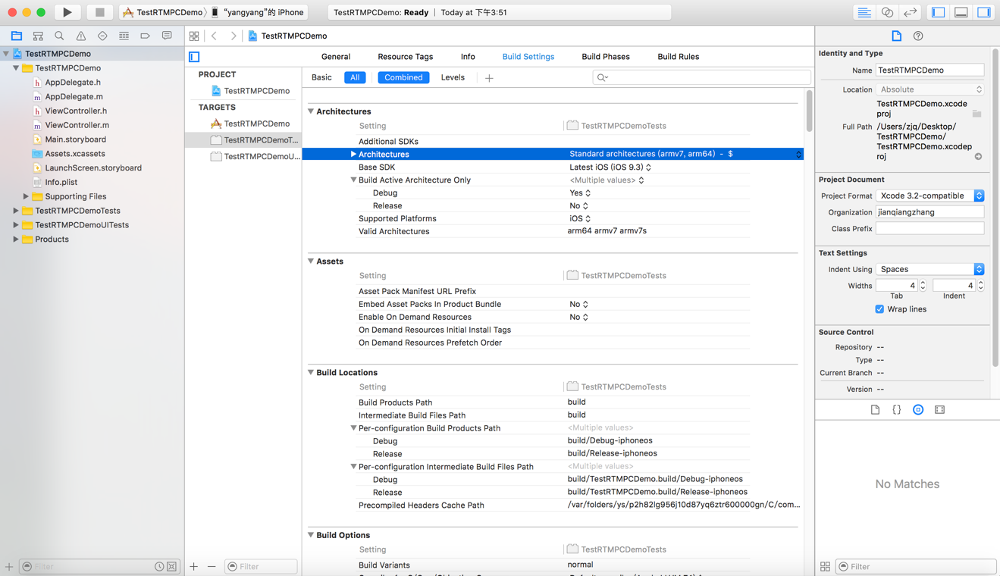 TestRTMPCDemo 〉 “yangyang”的 iPhone
TestRTMPCDemo: Ready | Today at 下午3:51
TestRTMPCDemo
TestRTMPCDemo
AppDelegate.h
AppDelegate.m
ViewController.h
ViewController.m
Main.storyboard
Assets.xcassets
LaunchScreen.storyboard
Info.plist
Supporting Files
TestRTMPCDemoTests
TestRTMPCDemoUITests
Products
Filter
TestRTMPCDemo
General Resource Tags Info Build Settings Build Phases Build Rules
PROJECT
TestRTMPCDemo
TARGETS
TestRTMPCDemo
TestRTMPCDemoT...
TestRTMPCDemoU...
Filter
Basic All Combined Levels
Architectures
Setting TestRTMPCDemoTests
Additional SDKs
Architectures Standard architectures (armv7, arm64) - $
Base SDK Latest iOS (iOS 9.3)
Build Active Architecture Only <Multiple values>
Debug Yes
Release No
Supported Platforms iOS
Valid Architectures arm64 armv7 armv7s
Assets
Setting TestRTMPCDemoTests
Asset Pack Manifest URL Prefix
Embed Asset Packs In Product Bundle No
Enable On Demand Resources No
On Demand Resources Initial Install Tags
On Demand Resources Prefetch Order
Build Locations
Setting TestRTMPCDemoTests
Build Products Path build
Intermediate Build Files Path build
Per-configuration Build Products Path <Multiple values>
Debug build/Debug-iphoneos
Release build/Release-iphoneos
Per-configuration Intermediate Build Files Path <Multiple values>
Debug build/TestRTMPCDemo.build/Debug-iphoneos
Release build/TestRTMPCDemo.build/Release-iphoneos
Precompiled Headers Cache Path /var/folders/ys/p2h82lg956j10d87yq6ztr600000gn/C/com...
Build Options
Setting TestRTMPCDemoTests
Build Variants normal
Identity and Type
Name TestRTMPCDemo
Location Absolute
TestRTMPCDemo.xcode
proj
Full Path /Users/zjq/Desktop/
TestRTMPCDemo/
TestRTMPCDemo.xcodep
roj
Project Document
Project Format Xcode 3.2-compatible
Organization jianqiangzhang
Class Prefix
Text Settings
Indent Using Spaces
Widths 4 4
Tab Indent
Wrap lines
Source Control
Repository --
Type --
Current Branch --
Version --
No Matches
Filter